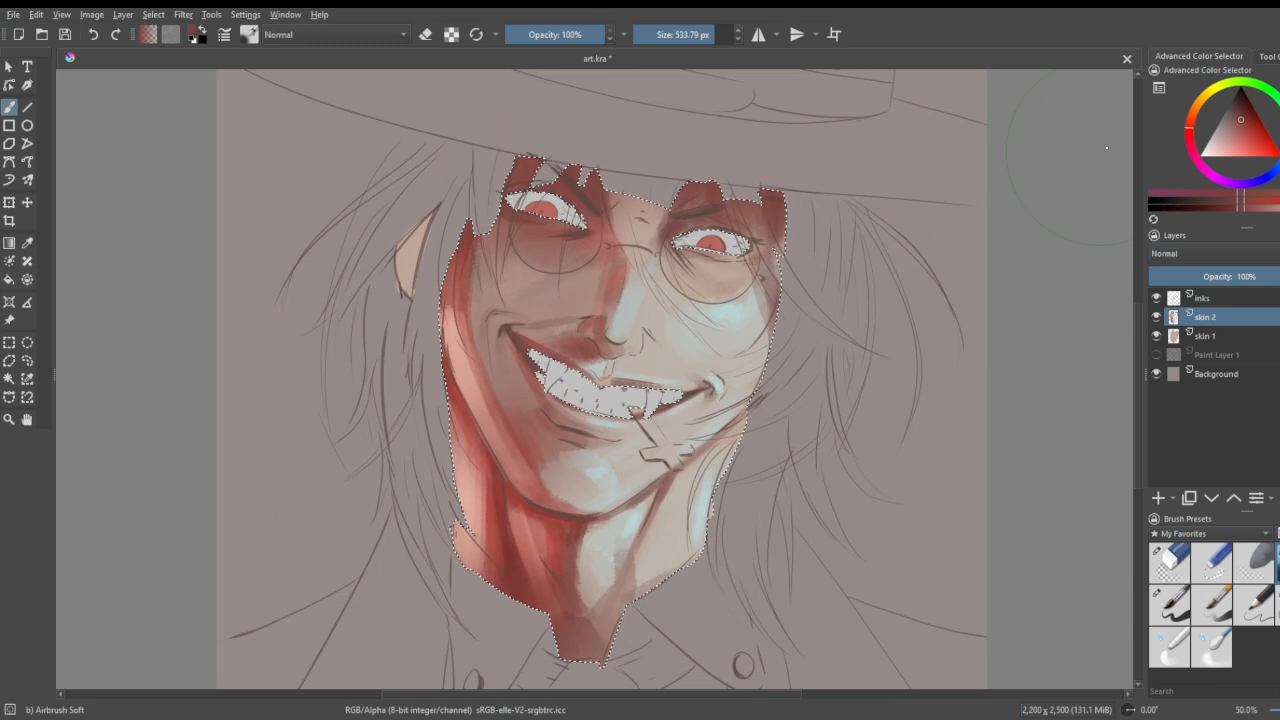 File Edit View Image Layer Select Filter Tools Settings Window Help
Normal Opacity: 100% Size: 533.79 px
art.kra *
Advanced Color Selector Tool
Advanced Color Selector
Layers
Normal
Opacity: 100%
inks
skin 2
skin 1
Paint Layer 1
Background
Brush Presets
★ My Favorites
Search
b) Airbrush Soft RGB/Alpha (8-bit integer/channel) sRGB-elle-V2-srgbtrc.icc 2,200 x 2,500 (131.1 MiB) 0.00° 50.0%